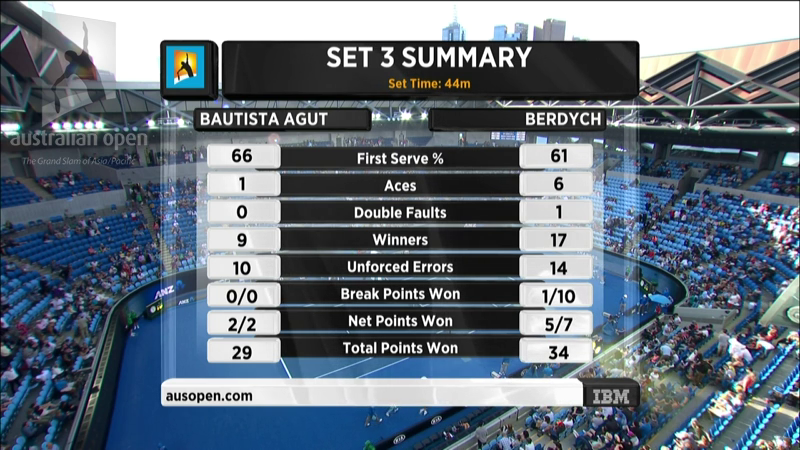 SET 3 SUMMARY
Set Time: 44m
BAUTISTA AGUT BERDYCH
66 First Serve % 61
1 Aces 6
0 Double Faults 1
9 Winners 17
10 Unforced Errors 14
0/0 Break Points Won 1/10
2/2 Net Points Won 5/7
29 Total Points Won 34
ausopen.com IBM
australian open
The Grand Slam of Asia/Pacific
ANZ
KIA